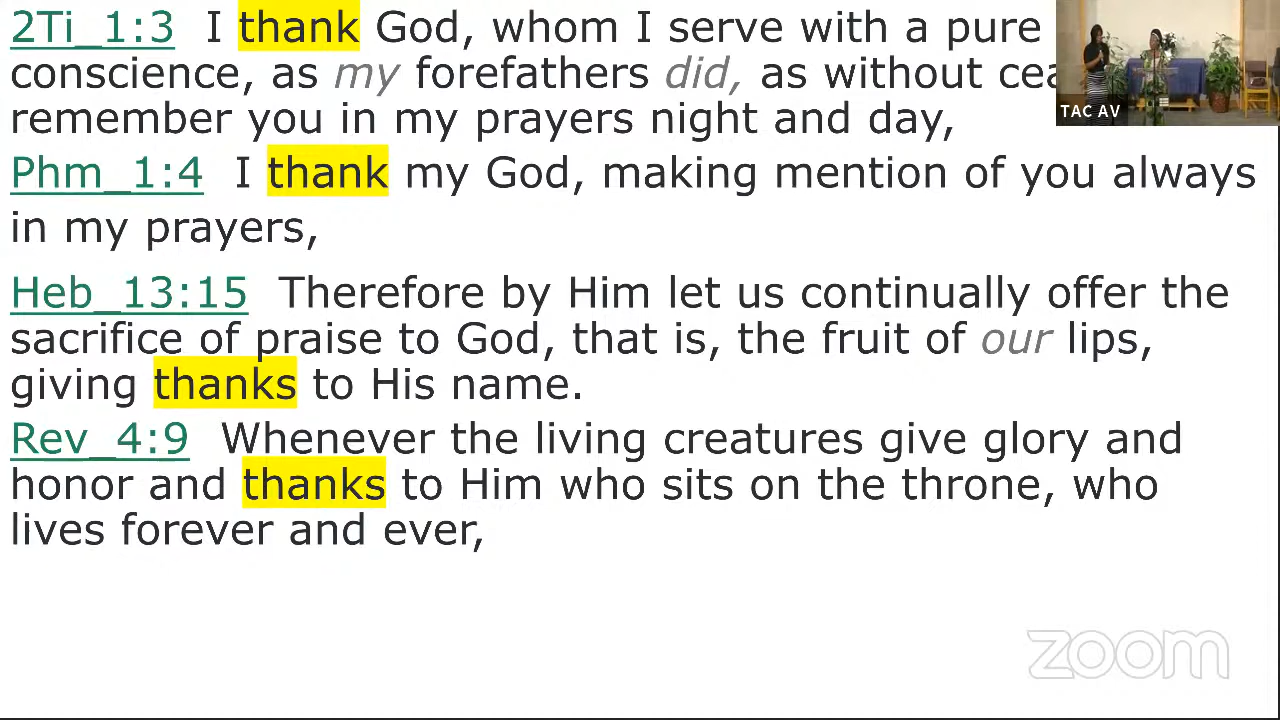 2Ti_1:3 I thank God, whom I serve with a pure
conscience, as my forefathers did, as without cea
remember you in my prayers night and day,
Phm_1:4 I thank my God, making mention of you always
in my prayers,
Heb_13:15 Therefore by Him let us continually offer the
sacrifice of praise to God, that is, the fruit of our lips,
giving thanks to His name.
Rev_4:9 Whenever the living creatures give glory and
honor and thanks to Him who sits on the throne, who
lives forever and ever,
TAC AV
zoom